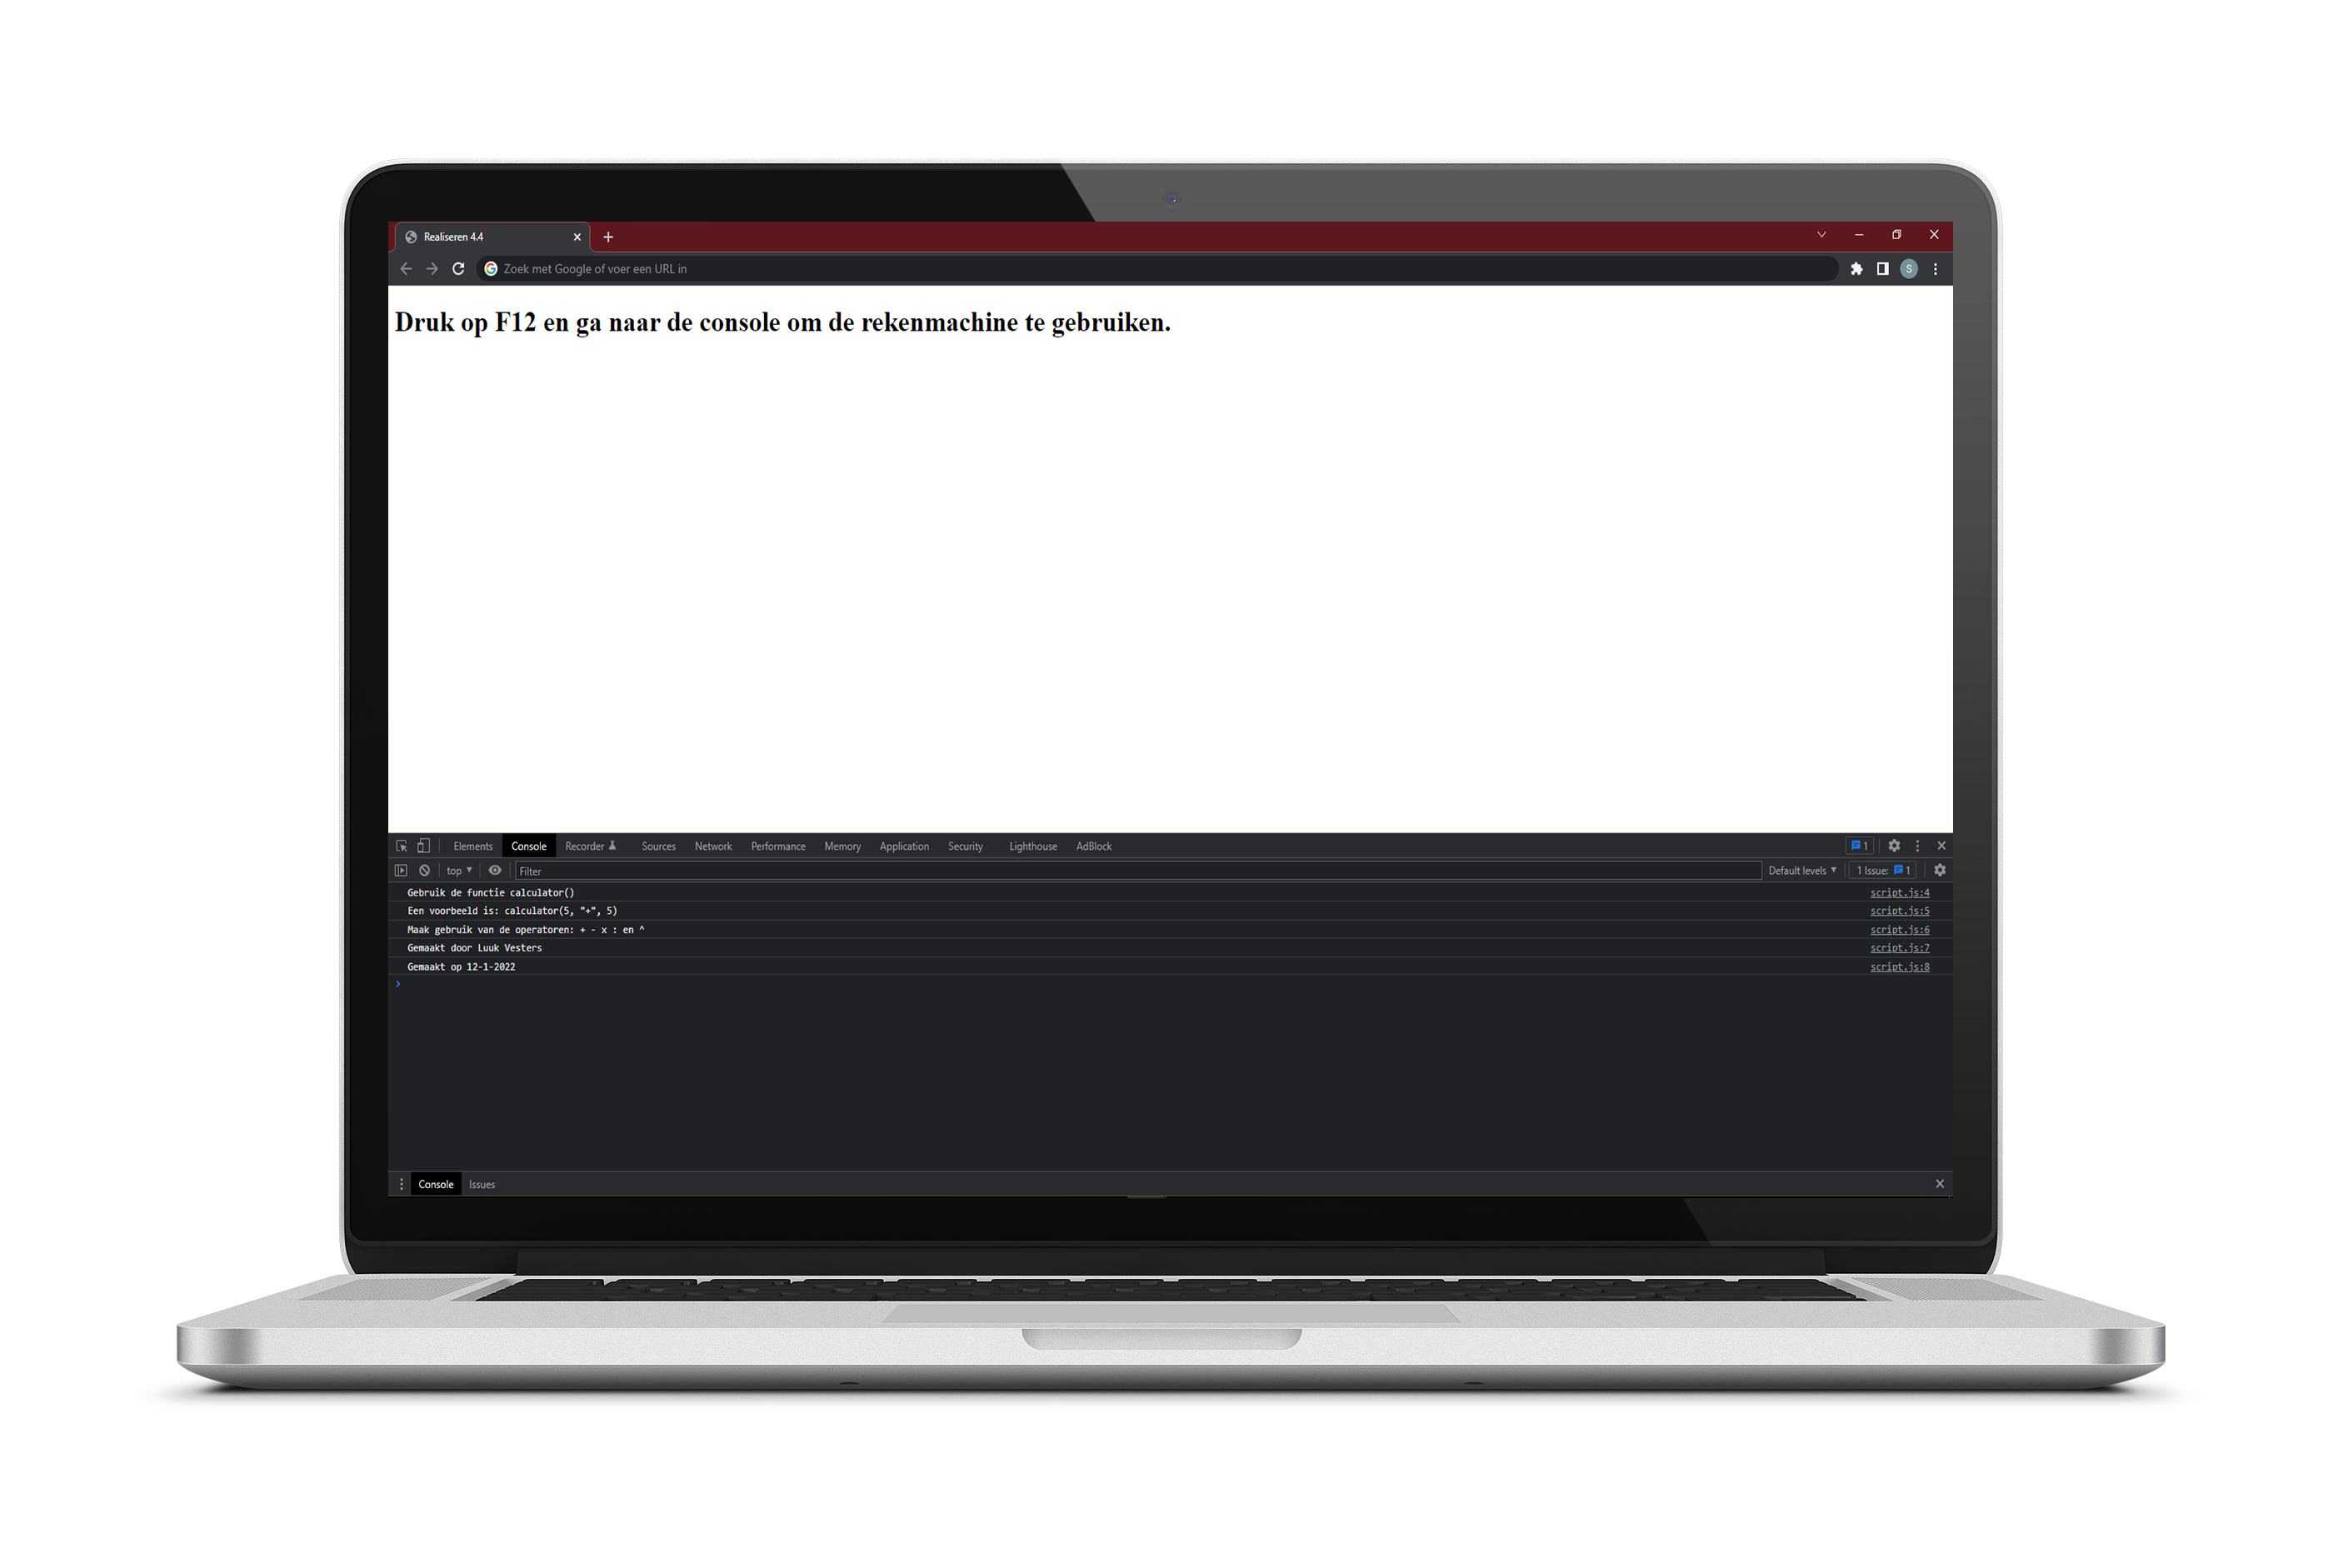 Realiseren 4.4
Zoek met Google of voer een URL in
S
Druk op F12 en ga naar de console om de rekenmachine te gebruiken.
Elements Console Recorder Sources Network Performance Memory Application Security Lighthouse AdBlock 1
top Filter Default levels 1 Issue: 1
Gebruik de functie calculator() script.js:4
Een voorbeeld is: calculator(5, "+", 5) script.js:5
Maak gebruik van de operatoren: + - x : en ^ script.js:6
Gemaakt door Luuk Vesters script.js:7
Gemaakt op 12-1-2022 script.js:8
Console Issues